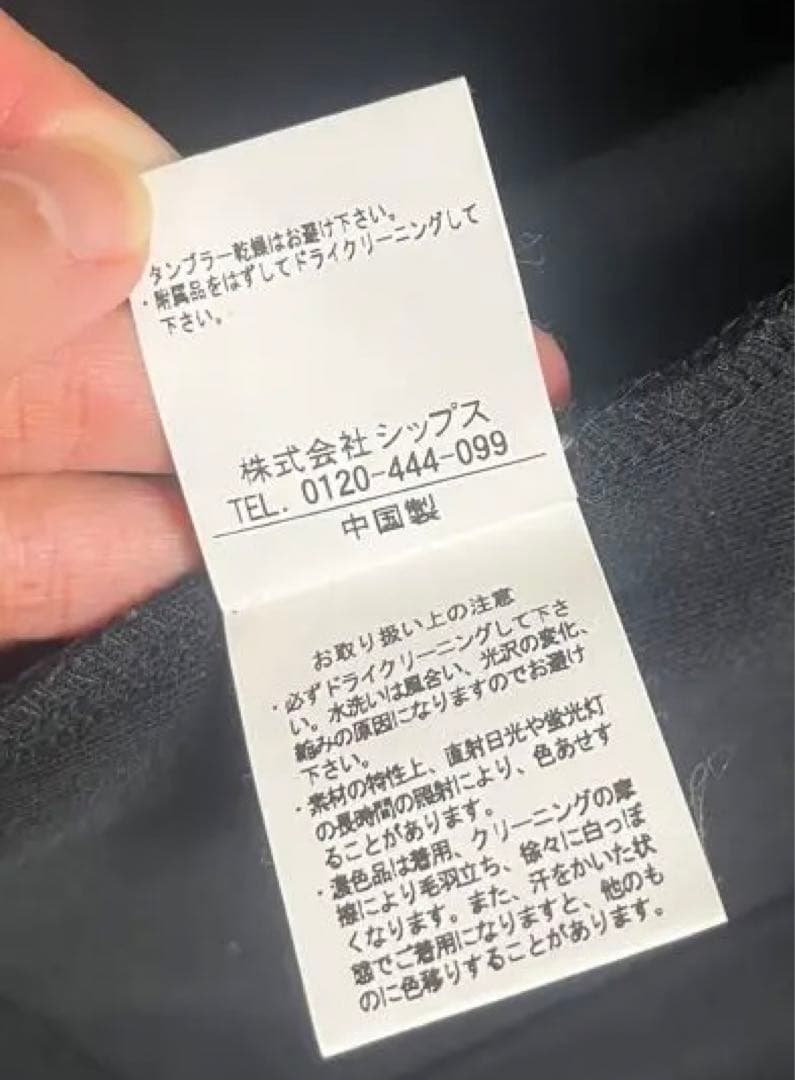 タンブラー乾燥はお避け下さい。
・附属品をはずしてドライクリーニングして
下さい。
株式会社シップス
TEL. 0120-444-099
中国製
お取り扱い上の注意
・必ずドライクリーニングして下さ
い。水洗いは風合い、光沢の変化、
縮みの原因になりますのでお避け
下さい。
・素材の特性上、直射日光や蛍光灯
の長時間の照射により、色あせす
ることがあります。
・濃色品は着用、クリーニングの摩
擦により毛羽立ち、徐々に白っぽ
くなります。また、汗をかいた状
態でご着用になりますと、他のも
のに色移りすることがあります。